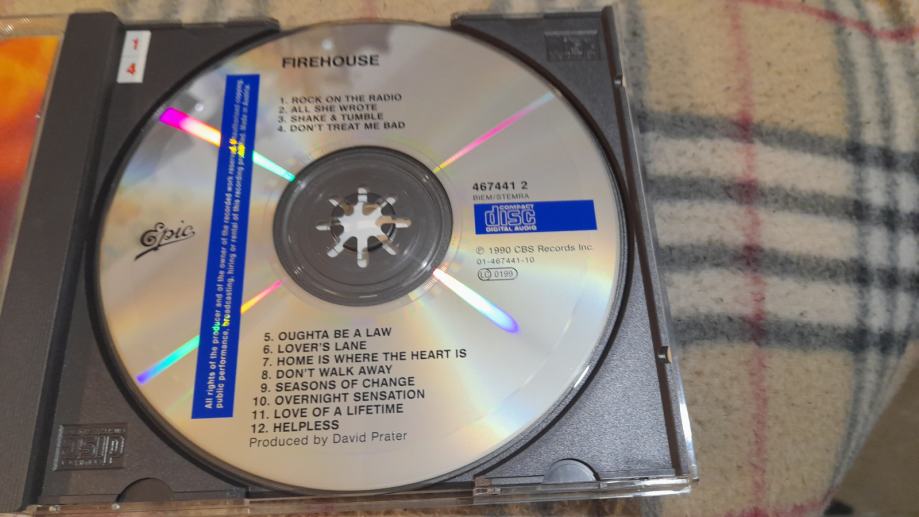 FIREHOUSE
1. ROCK ON THE RADIO
2. ALL SHE WROTE
3. SHAKE & TUMBLE
4. DON'T TREAT ME BAD
467441 2
BIEM/STEMRA
COMPACT
disc
DIGITAL AUDIO
Epic
℗ 1990 CBS Records Inc.
01-467441-10
LC 0199
All rights of the producer and of the owner of the recorded work reserved. Unauthorised copying,
public performance, broadcasting, hiring or rental of this recording prohibited. Made in Austria.
5. OUGHTA BE A LAW
6. LOVER'S LANE
7. HOME IS WHERE THE HEART IS
8. DON'T WALK AWAY
9. SEASONS OF CHANGE
10. OVERNIGHT SENSATION
11. LOVE OF A LIFETIME
12. HELPLESS
Produced by David Prater